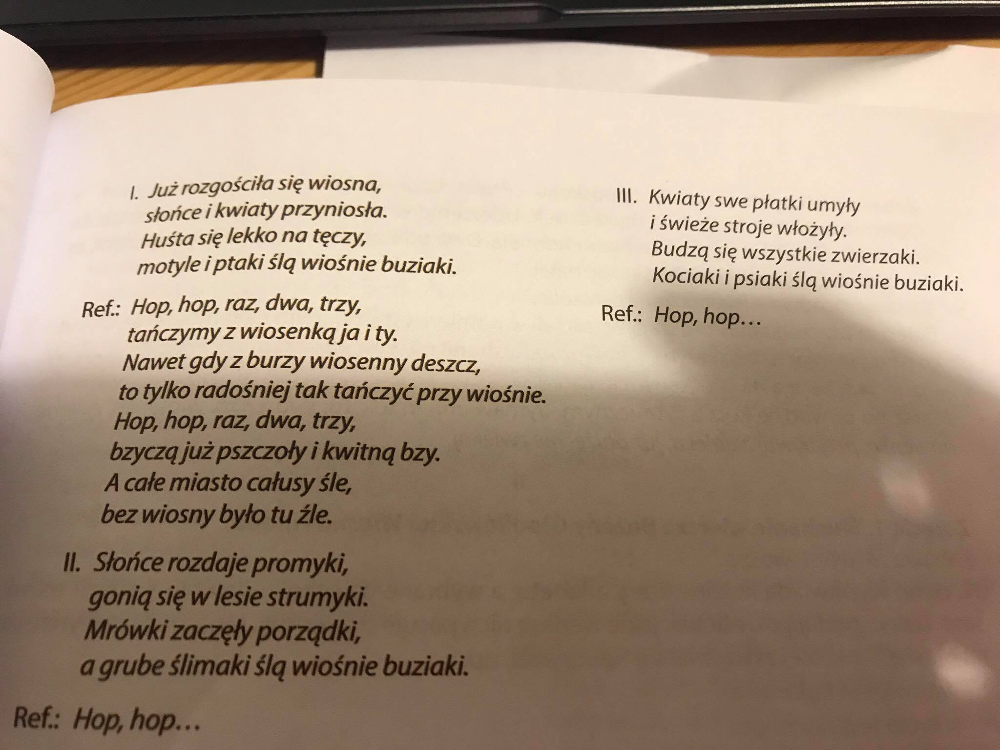 I. Już rozgościła się wiosna,
słońce i kwiaty przyniosła.
Huśta się lekko na tęczy,
motyle i ptaki ślą wiośnie buziaki.
Ref.: Hop, hop, raz, dwa, trzy,
tańczymy z wiosenką ja i ty.
Nawet gdy z burzy wiosenny deszcz,
to tylko radośniej tak tańczyć przy wiośnie.
Hop, hop, raz, dwa, trzy,
bzyczą już pszczoły i kwitną bzy.
A całe miasto całusy śle,
bez wiosny było tu źle.
II. Słońce rozdaje promyki,
gonią się w lesie strumyki.
Mrówki zaczęły porządki,
a grube ślimaki ślą wiośnie buziaki.
Ref.: Hop, hop…
III. Kwiaty swe płatki umyły
i świeże stroje włożyły.
Budzą się wszystkie zwierzaki.
Kociaki i psiaki ślą wiośnie buziaki.
Ref.: Hop, hop…